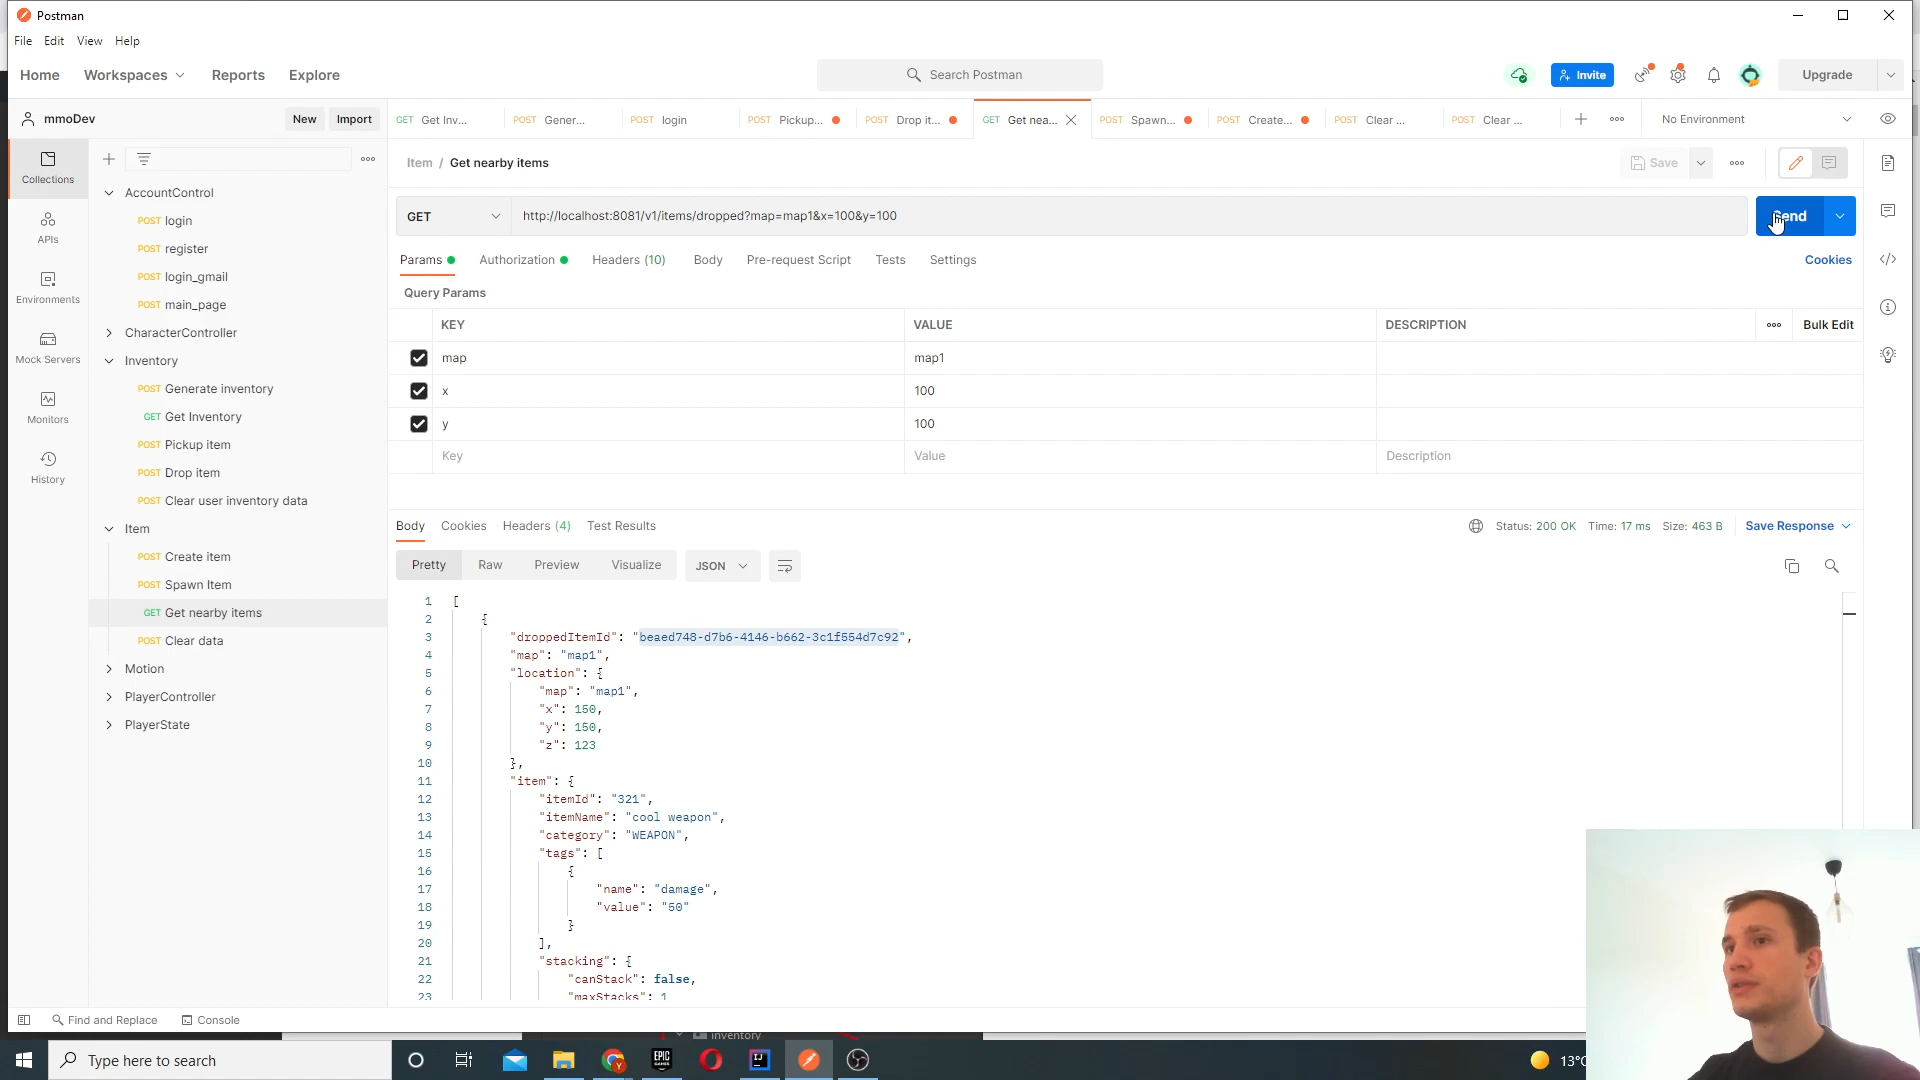 Postman
File Edit View Help
Home Workspaces Reports Explore Search Postman Invite Upgrade
mmoDev New Import
GET Get Inv... POST Gener... POST login POST Pickup... POST Drop it... GET Get nea... POST Spawn... POST Create... POST Clear ... POST Clear ... No Environment
Collections
APIs
Environments
Mock Servers
Monitors
History
AccountControl
POST login
POST register
POST login_gmail
POST main_page
CharacterController
Inventory
POST Generate inventory
GET Get Inventory
POST Pickup item
POST Drop item
POST Clear user inventory data
Item
POST Create item
POST Spawn Item
GET Get nearby items
POST Clear data
Motion
PlayerController
PlayerState
Item / Get nearby items Save
GET http://localhost:8081/v1/items/dropped?map=map1&x=100&y=100 Send
Params Authorization Headers (10) Body Pre-request Script Tests Settings Cookies
Query Params
KEY VALUE DESCRIPTION Bulk Edit
map map1
x 100
y 100
Key Value Description
Body Cookies Headers (4) Test Results Status: 200 OK Time: 17 ms Size: 463 B Save Response
Pretty Raw Preview Visualize JSON
1 [
2 {
3 "droppedItemId": "beaed748-d7b6-4146-b662-3c1f554d7c92",
4 "map": "map1",
5 "location": {
6 "map": "map1",
7 "x": 150,
8 "y": 150,
9 "z": 123
10 },
11 "item": {
12 "itemId": "321",
13 "itemName": "cool weapon",
14 "category": "WEAPON",
15 "tags": [
16 {
17 "name": "damage",
18 "value": "50"
19 }
20 ],
21 "stacking": {
22 "canStack": false,
23 "maxStacks": 1
Find and Replace Console
Inventory
Type here to search EPIC GAMES IJ 13°C